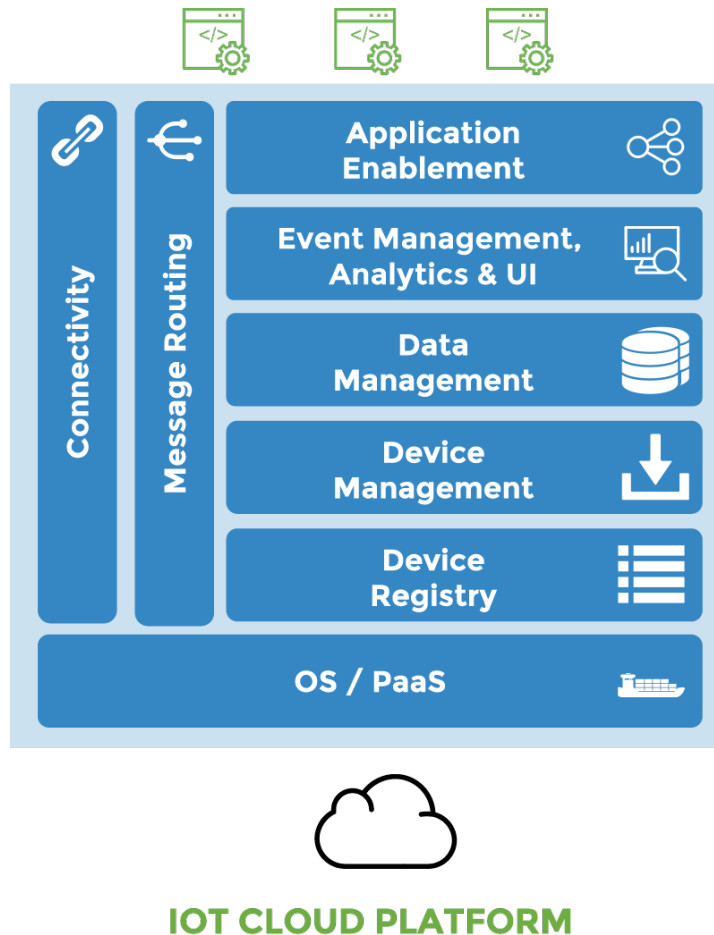 </>
</>
</>
Connectivity
Message Routing
Application
Enablement
Event Management,
Analytics & UI
Data
Management
Device
Management
Device
Registry
OS / PaaS
IOT CLOUD PLATFORM